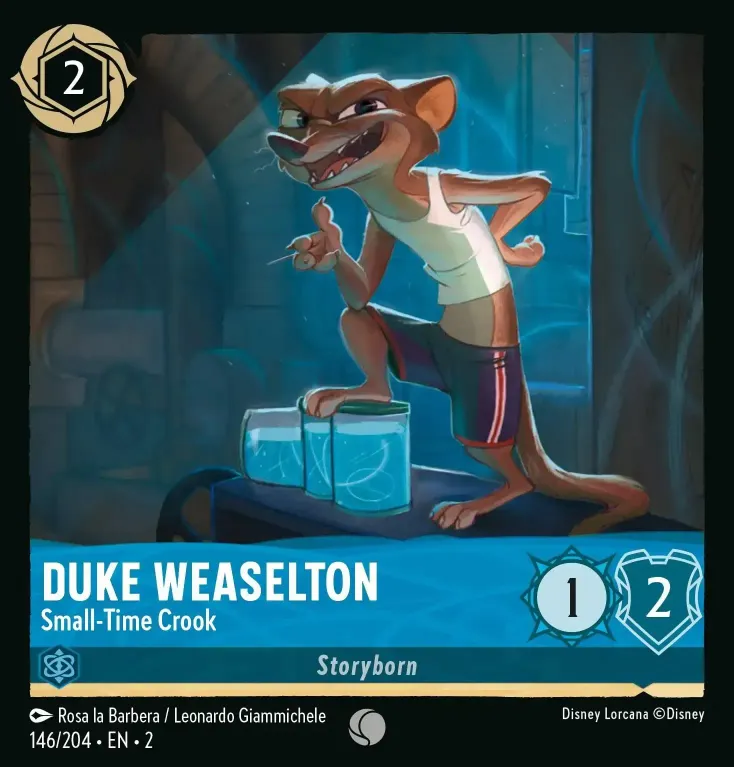 2
DUKE WEASELTON
Small-Time Crook
1
2
Storyborn
Rosa la Barbera / Leonardo Giammichele
Disney Lorcana ©Disney
146/204 • EN • 2